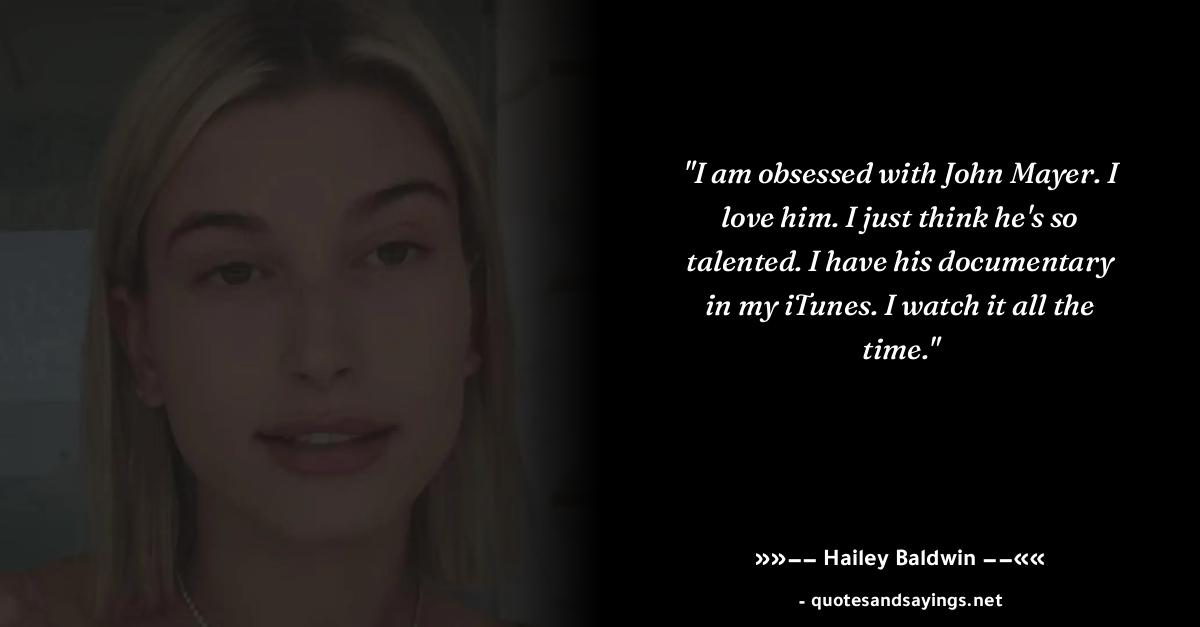 "I am obsessed with John Mayer. I
love him. I just think he's so
talented. I have his documentary
in my iTunes. I watch it all the
time."
»»−− Hailey Baldwin −−««
- quotesandsayings.net